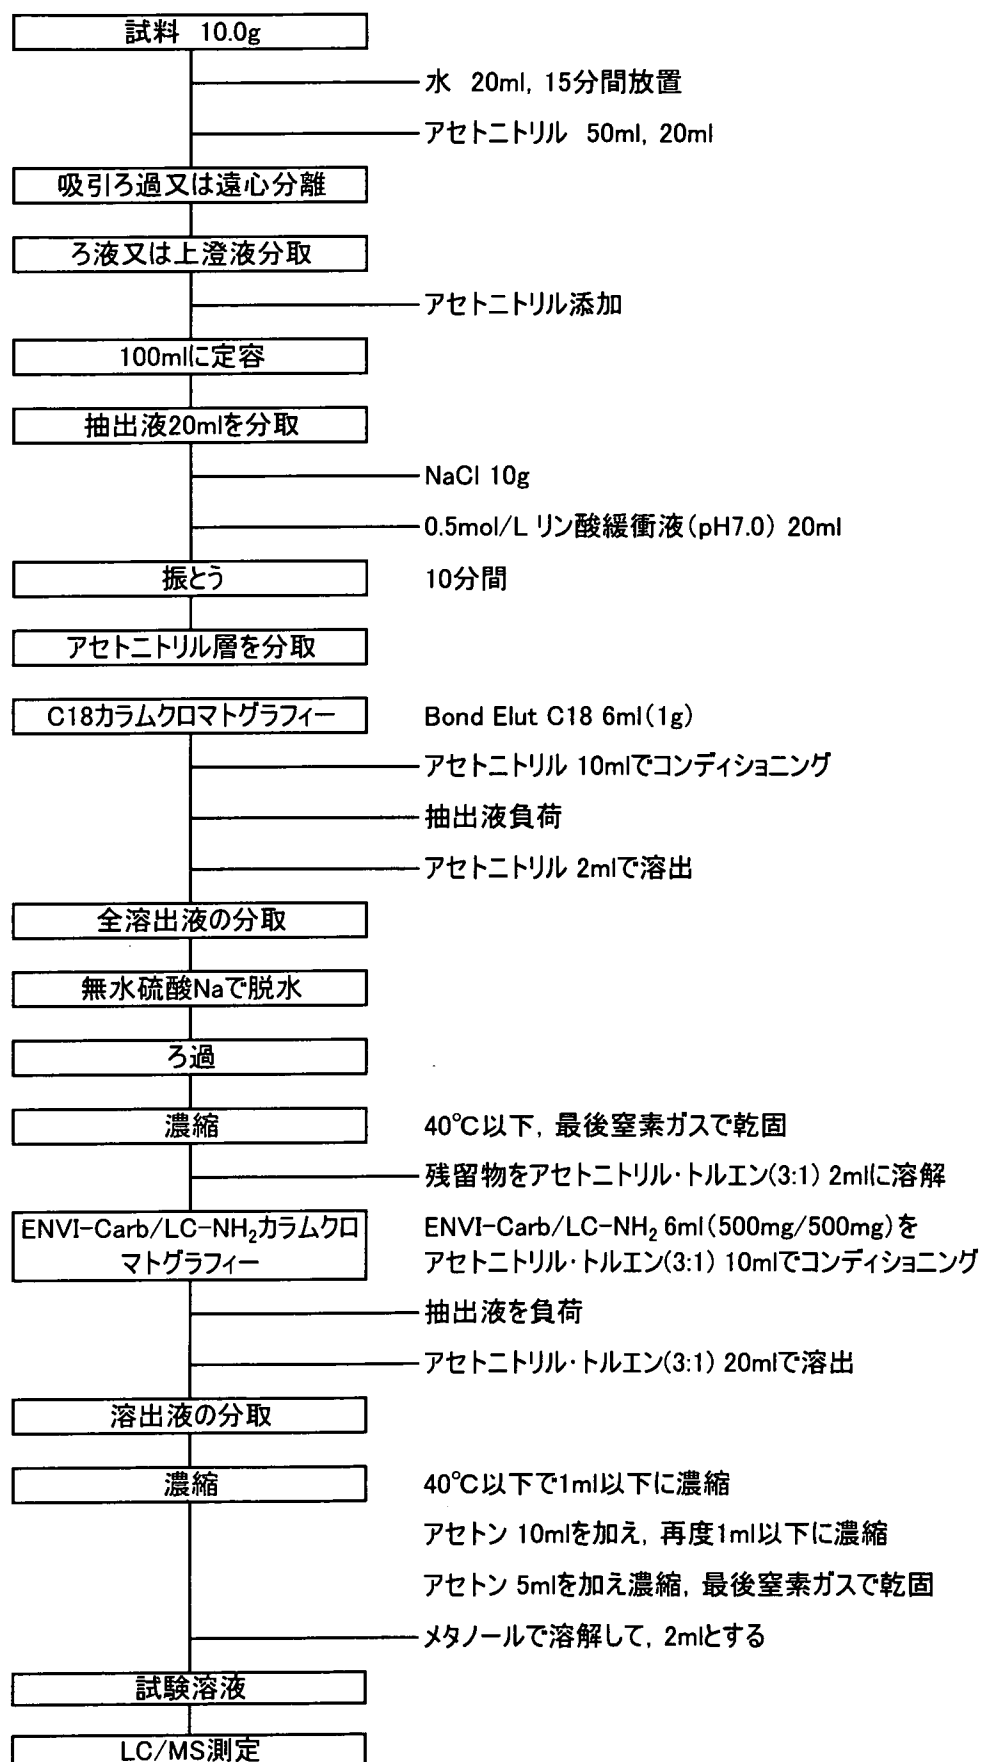 試料 10.0g
水 20ml, 15分間放置
アセトニトリル 50ml, 20ml
吸引ろ過又は遠心分離
ろ液又は上澄液分取
アセトニトリル添加
100mlに定容
抽出液20mlを分取
NaCl 10g
0.5mol/L リン酸緩衝液(pH7.0) 20ml
振とう 10分間
アセトニトリル層を分取
C18カラムクロマトグラフィー Bond Elut C18 6ml(1g)
アセトニトリル 10mlでコンディショニング
抽出液負荷
アセトニトリル 2mlで溶出
全溶出液の分取
無水硫酸Naで脱水
ろ過
濃縮 40℃以下, 最後窒素ガスで乾固
残留物をアセトニトリル・トルエン(3:1) 2mlに溶解
ENVI-Carb/LC-NH₂カラムクロ
マトグラフィー
ENVI-Carb/LC-NH₂ 6ml(500mg/500mg)を
アセトニトリル・トルエン(3:1) 10mlでコンディショニング
抽出液を負荷
アセトニトリル・トルエン(3:1) 20mlで溶出
溶出液の分取
濃縮 40℃以下で1ml以下に濃縮
アセトン 10mlを加え, 再度1ml以下に濃縮
アセトン 5mlを加え濃縮, 最後窒素ガスで乾固
メタノールで溶解して, 2mlとする
試験溶液
LC/MS測定